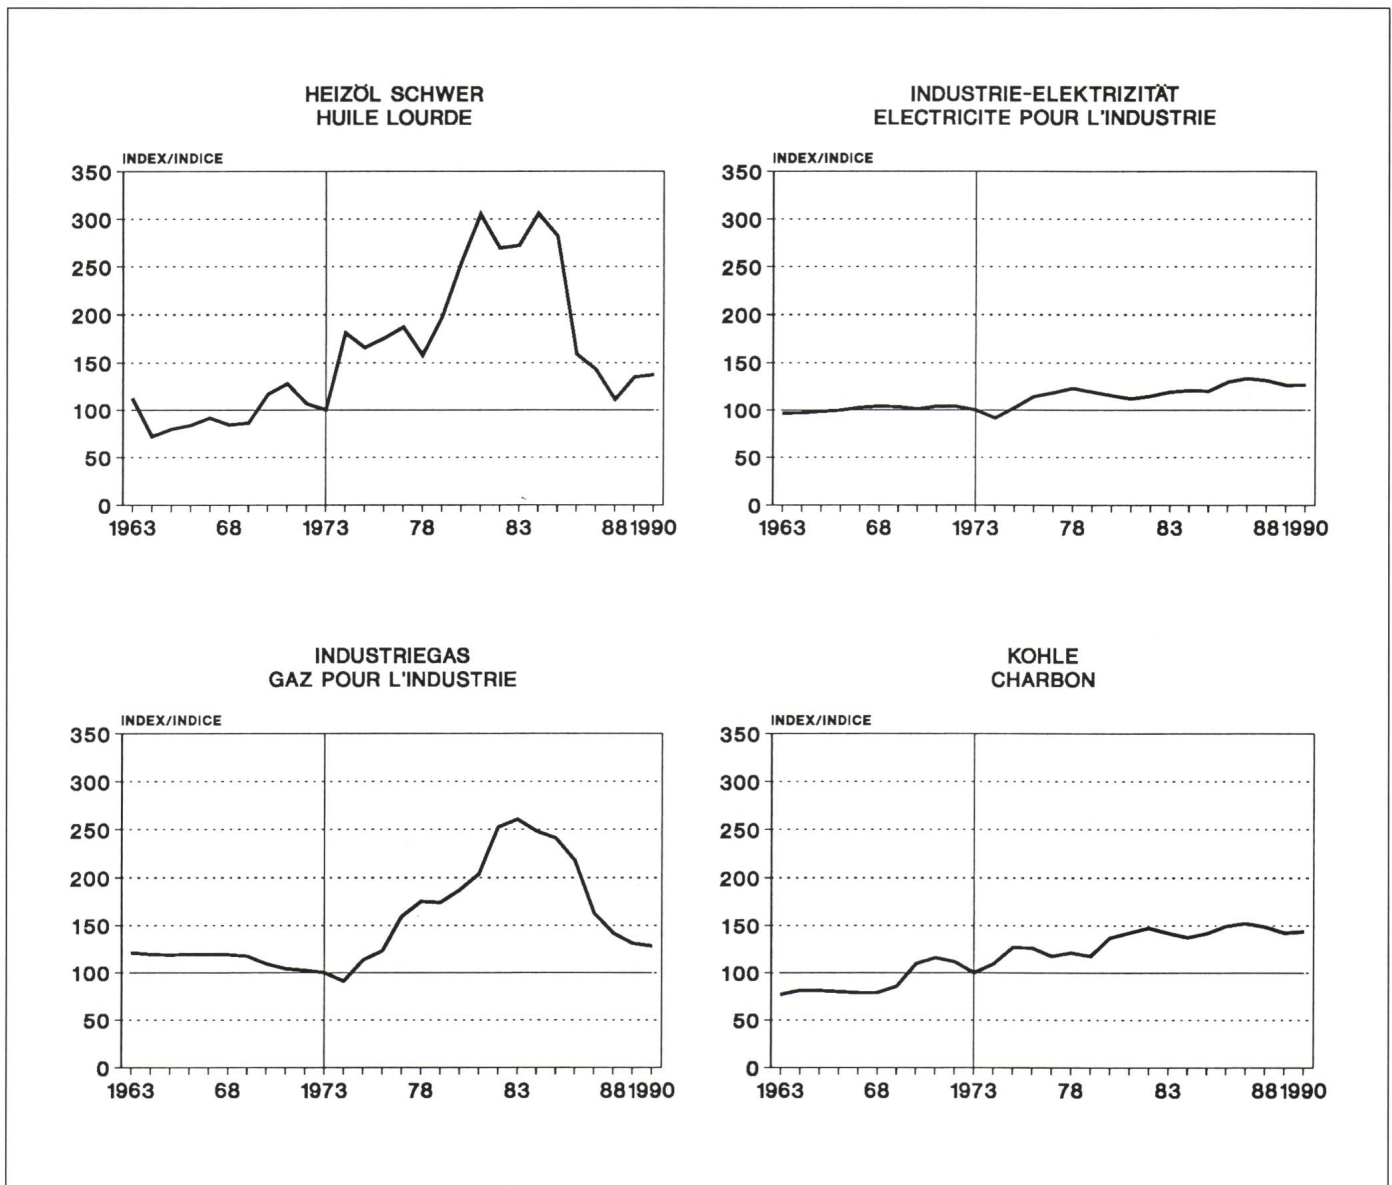 HEIZÖL SCHWER
HUILE LOURDE
INDEX/INDICE
350
300
250
200
150
100
50
0
1963 68 1973 78 83 88 1990
INDUSTRIE-ELEKTRIZITÄT
ELECTRICITE POUR L'INDUSTRIE
INDEX/INDICE
350
300
250
200
150
100
50
0
1963 68 1973 78 83 88 1990
INDUSTRIEGAS
GAZ POUR L'INDUSTRIE
INDEX/INDICE
350
300
250
200
150
100
50
0
1963 68 1973 78 83 88 1990
KOHLE
CHARBON
INDEX/INDICE
350
300
250
200
150
100
50
0
1963 68 1973 78 83 88 1990